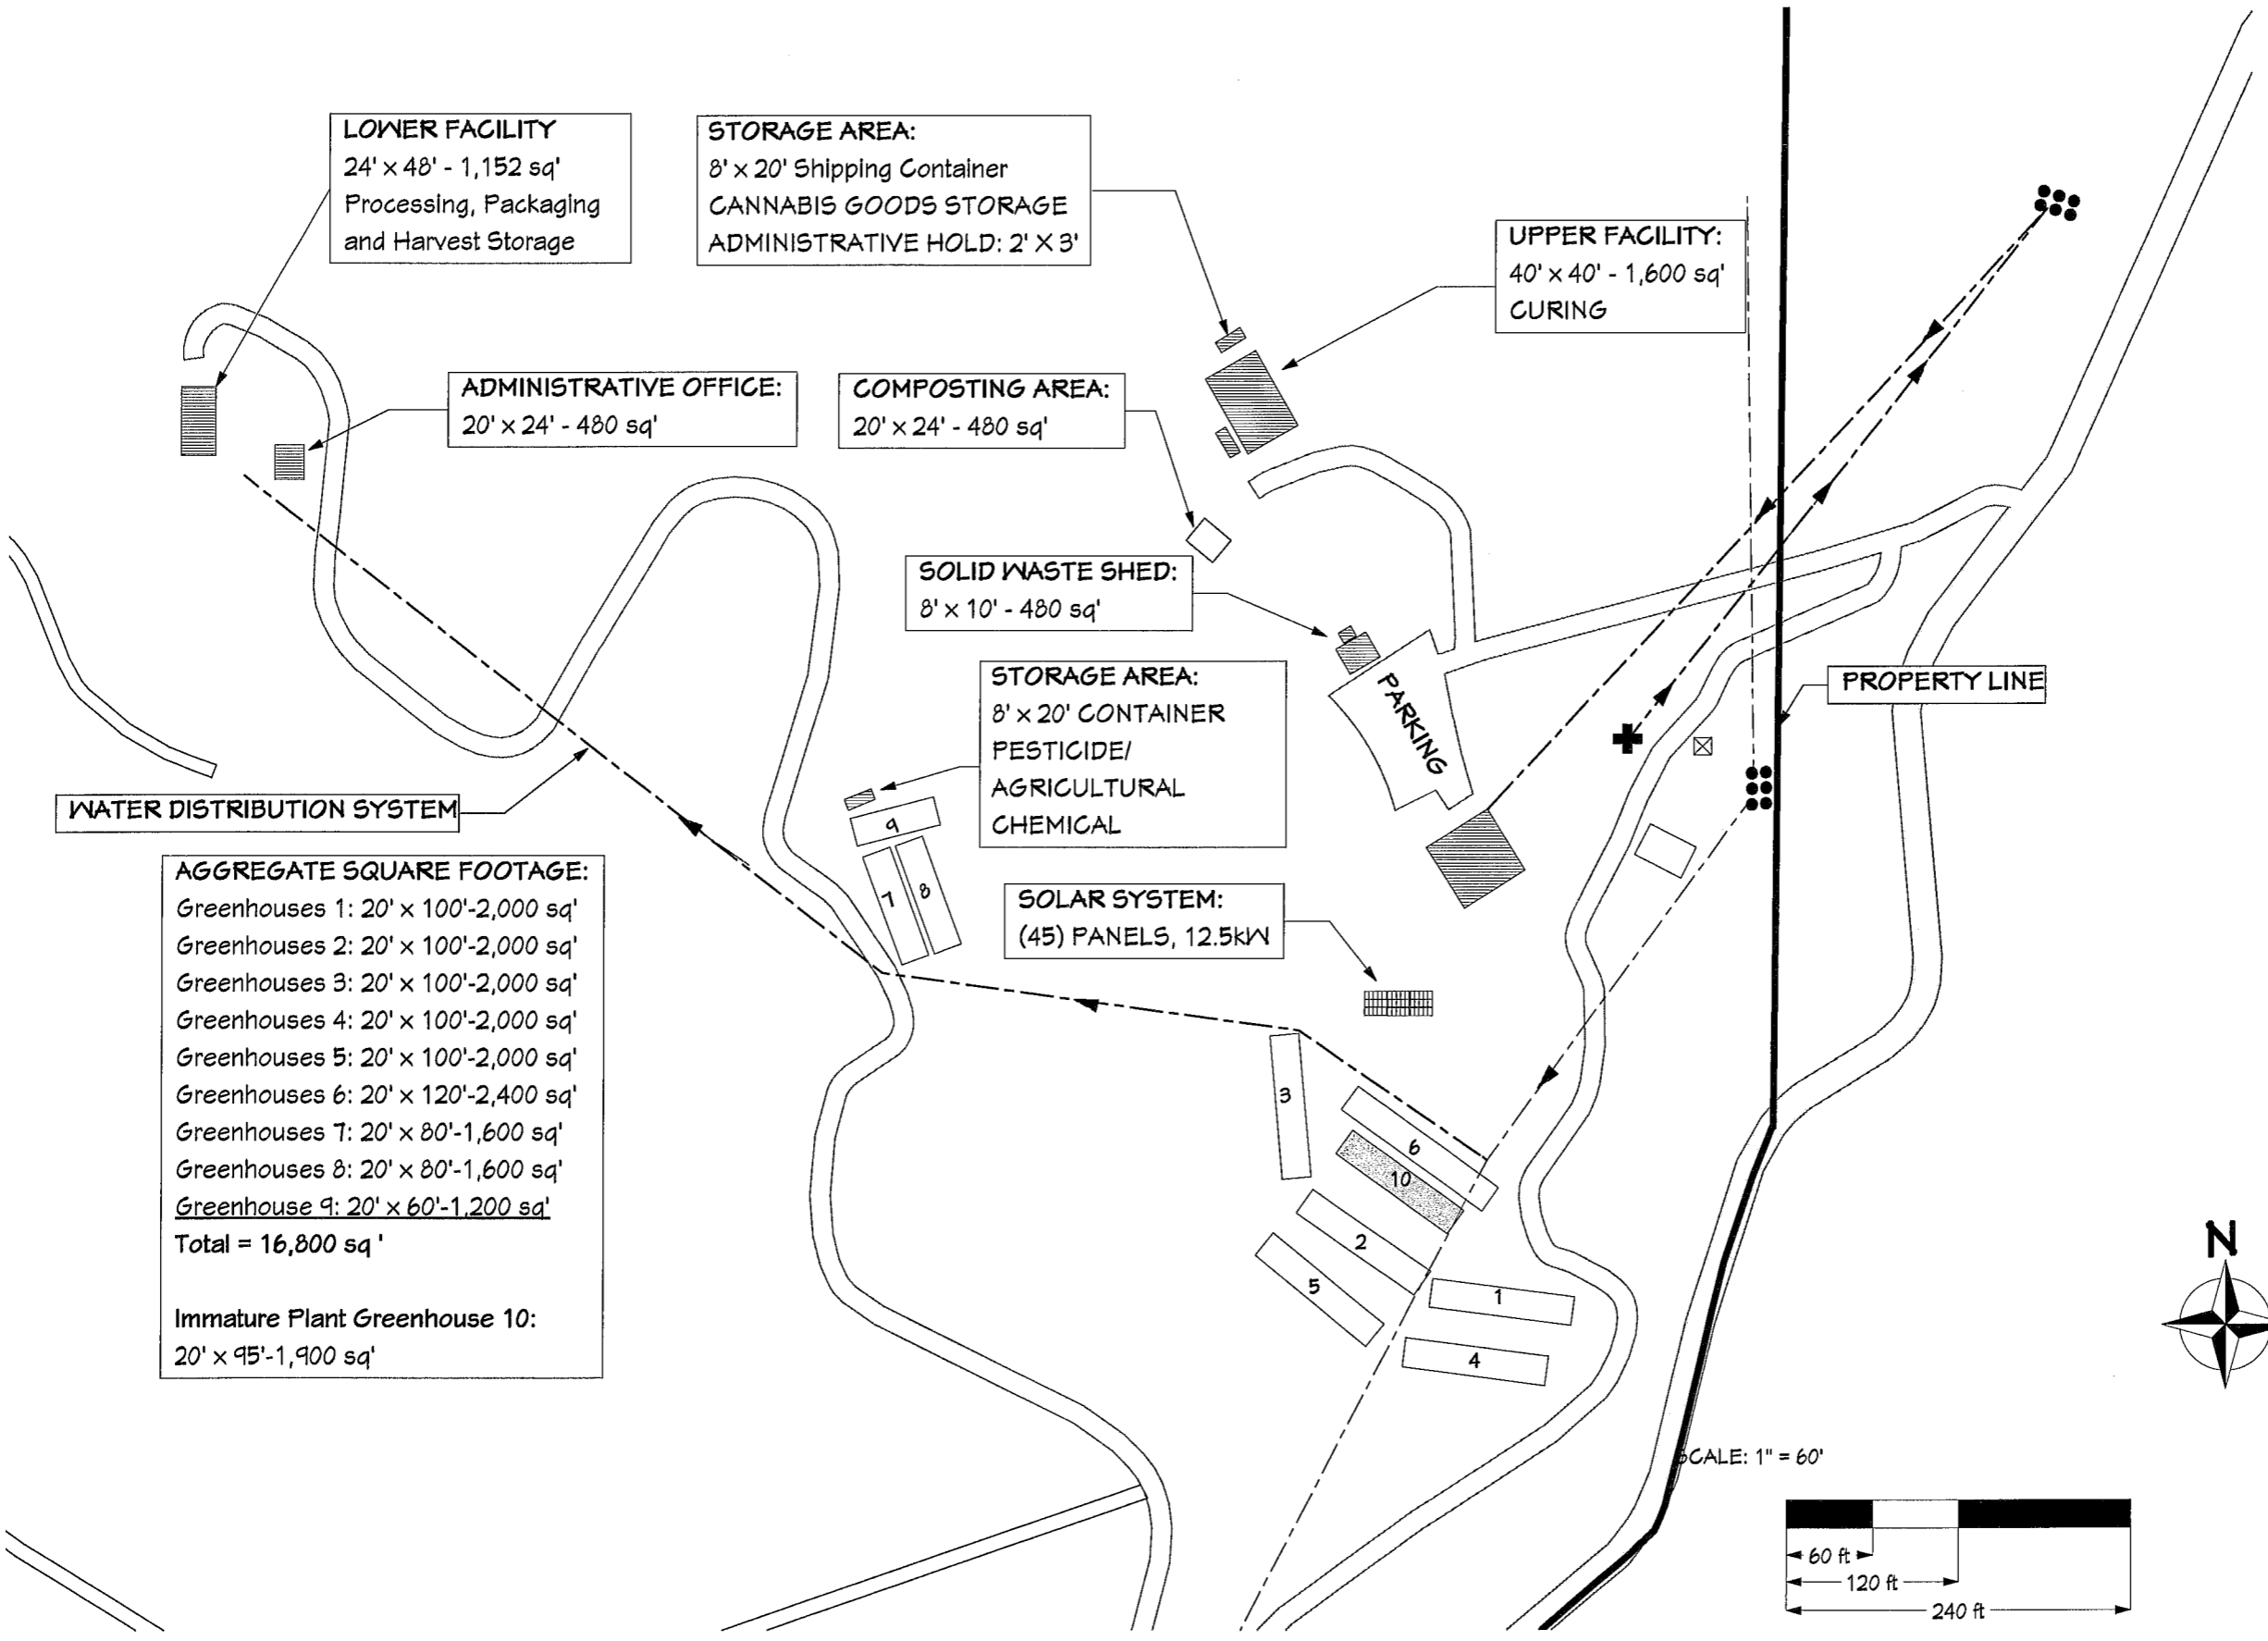 LOWER FACILITY
24' x 48' - 1,152 sq'
Processing, Packaging
and Harvest Storage
STORAGE AREA:
8' x 20' Shipping Container
CANNABIS GOODS STORAGE
ADMINISTRATIVE HOLD: 2' X 3'
UPPER FACILITY:
40' x 40' - 1,600 sq'
CURING
ADMINISTRATIVE OFFICE:
20' x 24' - 480 sq'
COMPOSTING AREA:
20' x 24' - 480 sq'
SOLID WASTE SHED:
8' x 10' - 480 sq'
STORAGE AREA:
8' x 20' CONTAINER
PESTICIDE/
AGRICULTURAL
CHEMICAL
PARKING
PROPERTY LINE
WATER DISTRIBUTION SYSTEM
9
7
8
AGGREGATE SQUARE FOOTAGE:
Greenhouses 1: 20' x 100'-2,000 sq'
Greenhouses 2: 20' x 100'-2,000 sq'
Greenhouses 3: 20' x 100'-2,000 sq'
Greenhouses 4: 20' x 100'-2,000 sq'
Greenhouses 5: 20' x 100'-2,000 sq'
Greenhouses 6: 20' x 120'-2,400 sq'
Greenhouses 7: 20' x 80'-1,600 sq'
Greenhouses 8: 20' x 80'-1,600 sq'
Greenhouse 9: 20' x 60'-1,200 sq'
Total = 16,800 sq '
Immature Plant Greenhouse 10:
20' x 95'-1,900 sq'
SOLAR SYSTEM:
(45) PANELS, 12.5kW
3
6
10
2
5
1
4
N
SCALE: 1" = 60'
60 ft
120 ft
240 ft